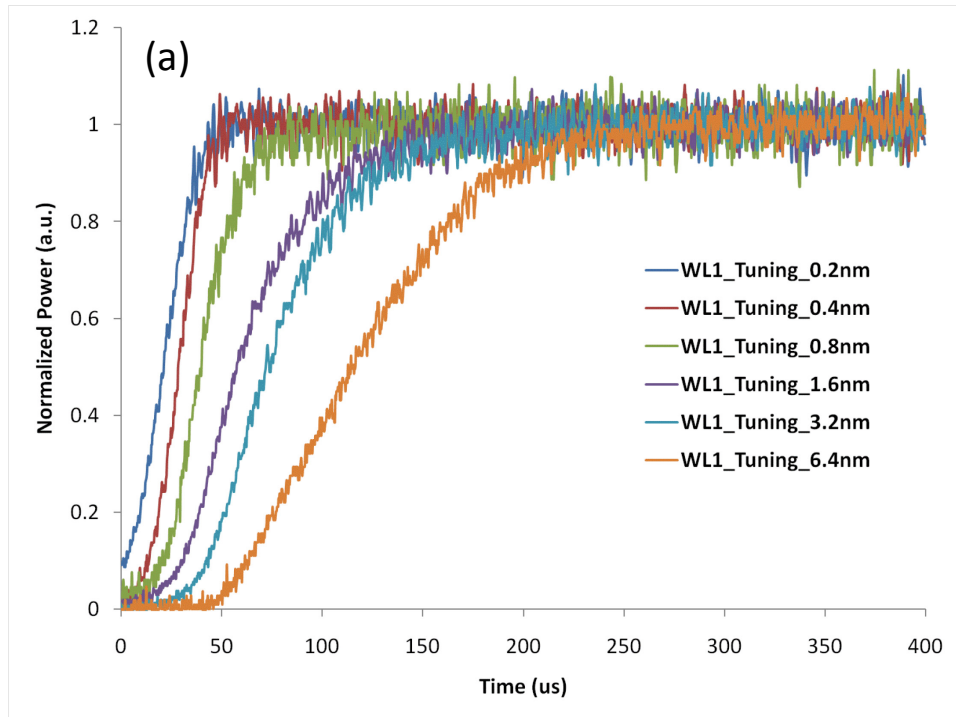 (a)
1.2
1
0.8
0.6
0.4
0.2
0
Normalized Power (a.u.)
WL1_Tuning_0.2nm
WL1_Tuning_0.4nm
WL1_Tuning_0.8nm
WL1_Tuning_1.6nm
WL1_Tuning_3.2nm
WL1_Tuning_6.4nm
0 50 100 150 200 250 300 350 400
Time (us)